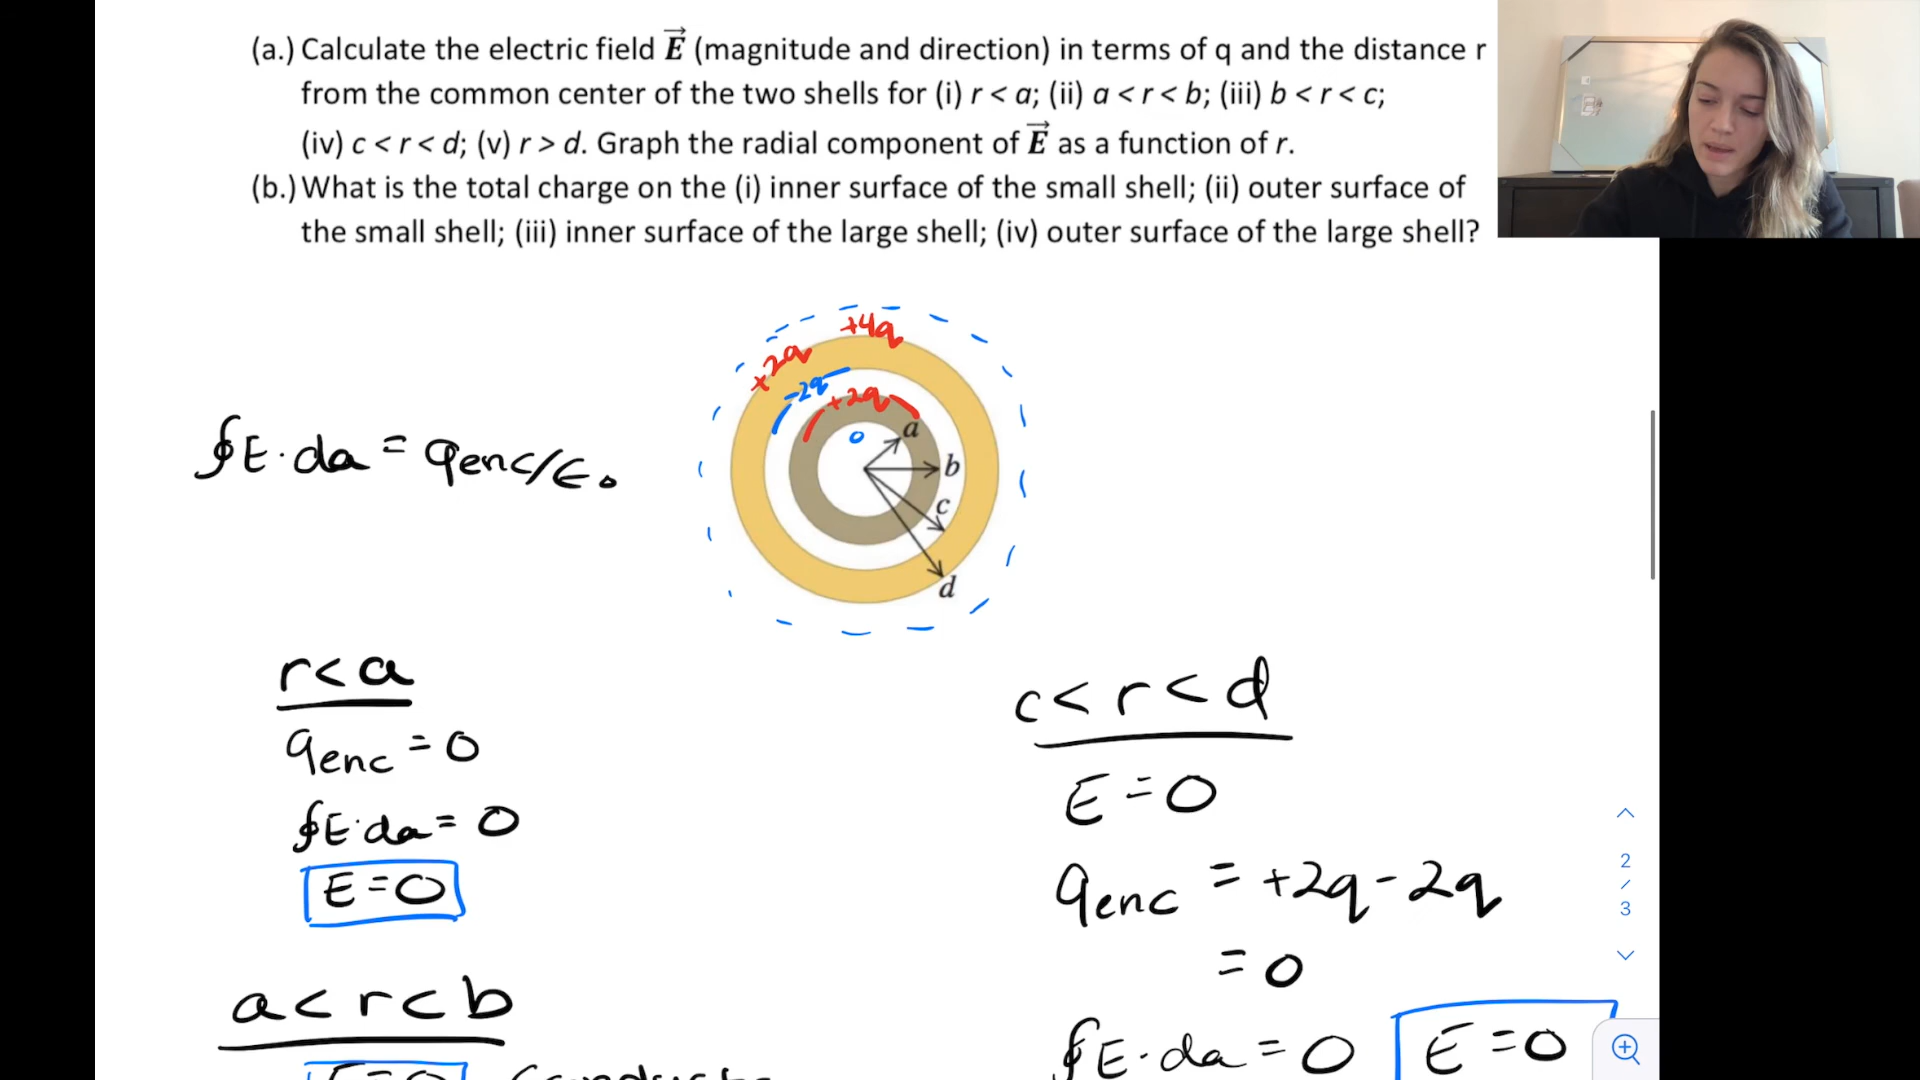 (a.) Calculate the electric field E⃗ (magnitude and direction) in terms of q and the distance r
from the common center of the two shells for (i) r < a; (ii) a < r < b; (iii) b < r < c;
(iv) c < r < d; (v) r > d. Graph the radial component of E⃗ as a function of r.
(b.) What is the total charge on the (i) inner surface of the small shell; (ii) outer surface of
the small shell; (iii) inner surface of the large shell; (iv) outer surface of the large shell?
+4q
+2q
-2q
+2q
0
a
b
c
d
∮E·da = qenc/ε₀
r<a
qenc = 0
∮E·da = 0
E=0
a<r<b
c<r<d
E=0
qenc = +2q-2q
= 0
∮E·da = 0
E=0
2
/
3